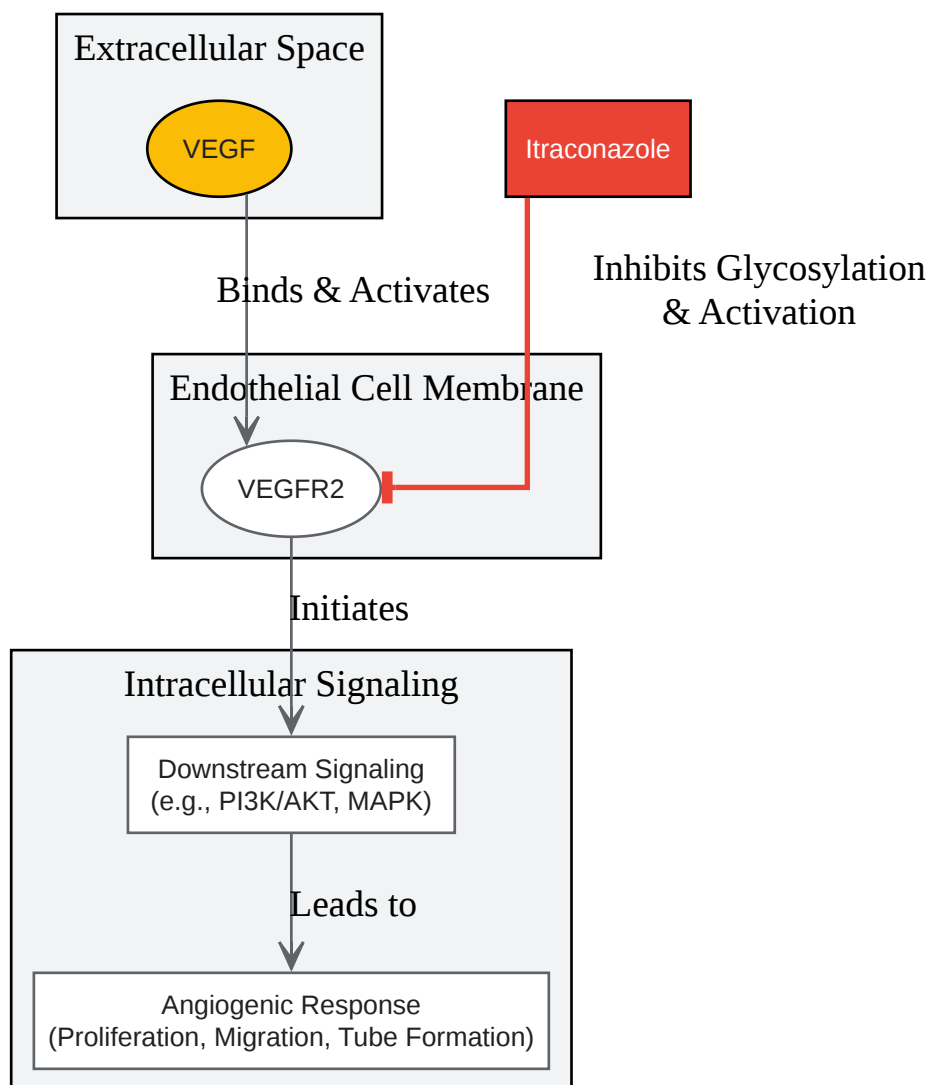 Extracellular Space
VEGF
Itraconazole
Inhibits Glycosylation
& Activation
Binds & Activates
Endothelial Cell Membrane
VEGFR2
Initiates
Intracellular Signaling
Downstream Signaling
(e.g., PI3K/AKT, MAPK)
Leads to
Angiogenic Response
(Proliferation, Migration, Tube Formation)